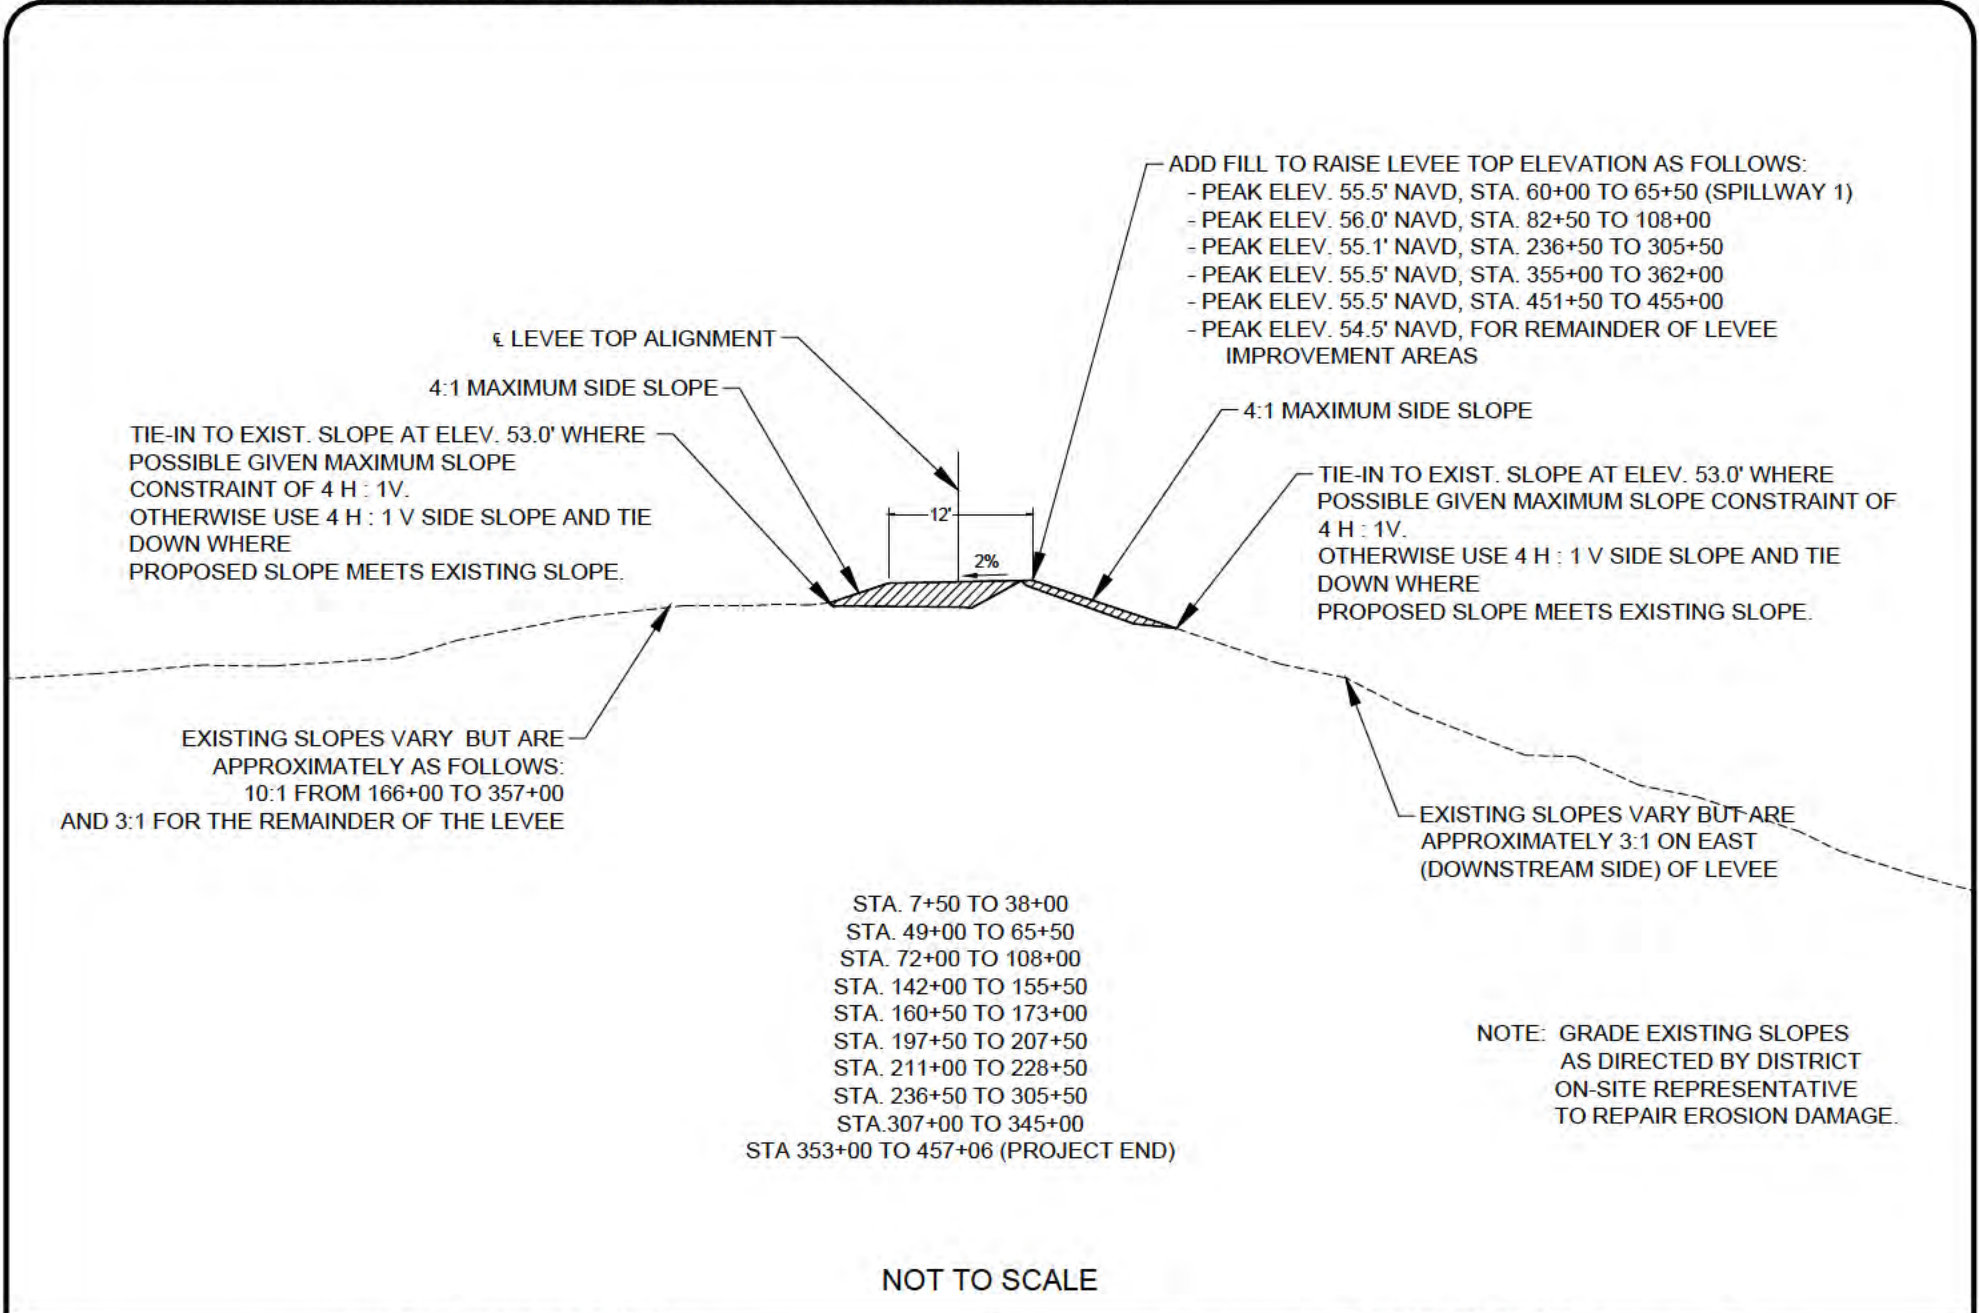 ADD FILL TO RAISE LEVEE TOP ELEVATION AS FOLLOWS:
- PEAK ELEV. 55.5' NAVD, STA. 60+00 TO 65+50 (SPILLWAY 1)
- PEAK ELEV. 56.0' NAVD, STA. 82+50 TO 108+00
- PEAK ELEV. 55.1' NAVD, STA. 236+50 TO 305+50
- PEAK ELEV. 55.5' NAVD, STA. 355+00 TO 362+00
- PEAK ELEV. 55.5' NAVD, STA. 451+50 TO 455+00
- PEAK ELEV. 54.5' NAVD, FOR REMAINDER OF LEVEE
IMPROVEMENT AREAS
℄ LEVEE TOP ALIGNMENT
4:1 MAXIMUM SIDE SLOPE
TIE-IN TO EXIST. SLOPE AT ELEV. 53.0' WHERE
POSSIBLE GIVEN MAXIMUM SLOPE
CONSTRAINT OF 4 H : 1V.
OTHERWISE USE 4 H : 1 V SIDE SLOPE AND TIE
DOWN WHERE
PROPOSED SLOPE MEETS EXISTING SLOPE.
4:1 MAXIMUM SIDE SLOPE
TIE-IN TO EXIST. SLOPE AT ELEV. 53.0' WHERE
POSSIBLE GIVEN MAXIMUM SLOPE CONSTRAINT OF
4 H : 1V.
OTHERWISE USE 4 H : 1 V SIDE SLOPE AND TIE
DOWN WHERE
PROPOSED SLOPE MEETS EXISTING SLOPE.
12'
2%
EXISTING SLOPES VARY BUT ARE
APPROXIMATELY AS FOLLOWS:
10:1 FROM 166+00 TO 357+00
AND 3:1 FOR THE REMAINDER OF THE LEVEE
EXISTING SLOPES VARY BUT ARE
APPROXIMATELY 3:1 ON EAST
(DOWNSTREAM SIDE) OF LEVEE
STA. 7+50 TO 38+00
STA. 49+00 TO 65+50
STA. 72+00 TO 108+00
STA. 142+00 TO 155+50
STA. 160+50 TO 173+00
STA. 197+50 TO 207+50
STA. 211+00 TO 228+50
STA. 236+50 TO 305+50
STA.307+00 TO 345+00
STA 353+00 TO 457+06 (PROJECT END)
NOTE: GRADE EXISTING SLOPES
AS DIRECTED BY DISTRICT
ON-SITE REPRESENTATIVE
TO REPAIR EROSION DAMAGE.
NOT TO SCALE